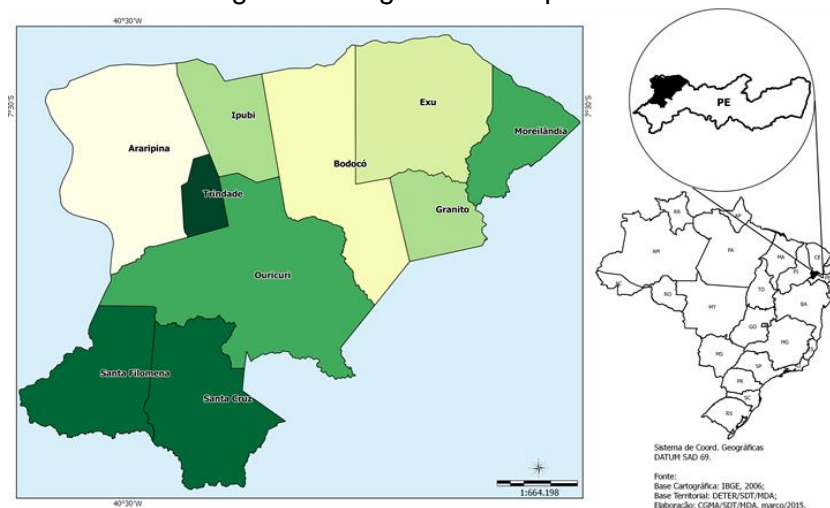 40°30'W
7°30'S
7°30'S
Araripina
Ipubi
Exu
Moreilândia
Bodocó
Trindade
Granito
Ouricuri
Santa Filomena
Santa Cruz
1:664.198
40°30'W
PE
RR
AP
AM
PA
MA
CE
PI
RO
TO
MT
BA
GO
MG
MS
SP
PR
SC
RS
Sistema de Coord. Geográficas
DATUM SAD 69.
Fonte:
Base Cartográfica: IBGE, 2006;
Base Territorial: DETER/SDT/MDA;
Elaboração: CGMA/SDT/MDA, março/2015.